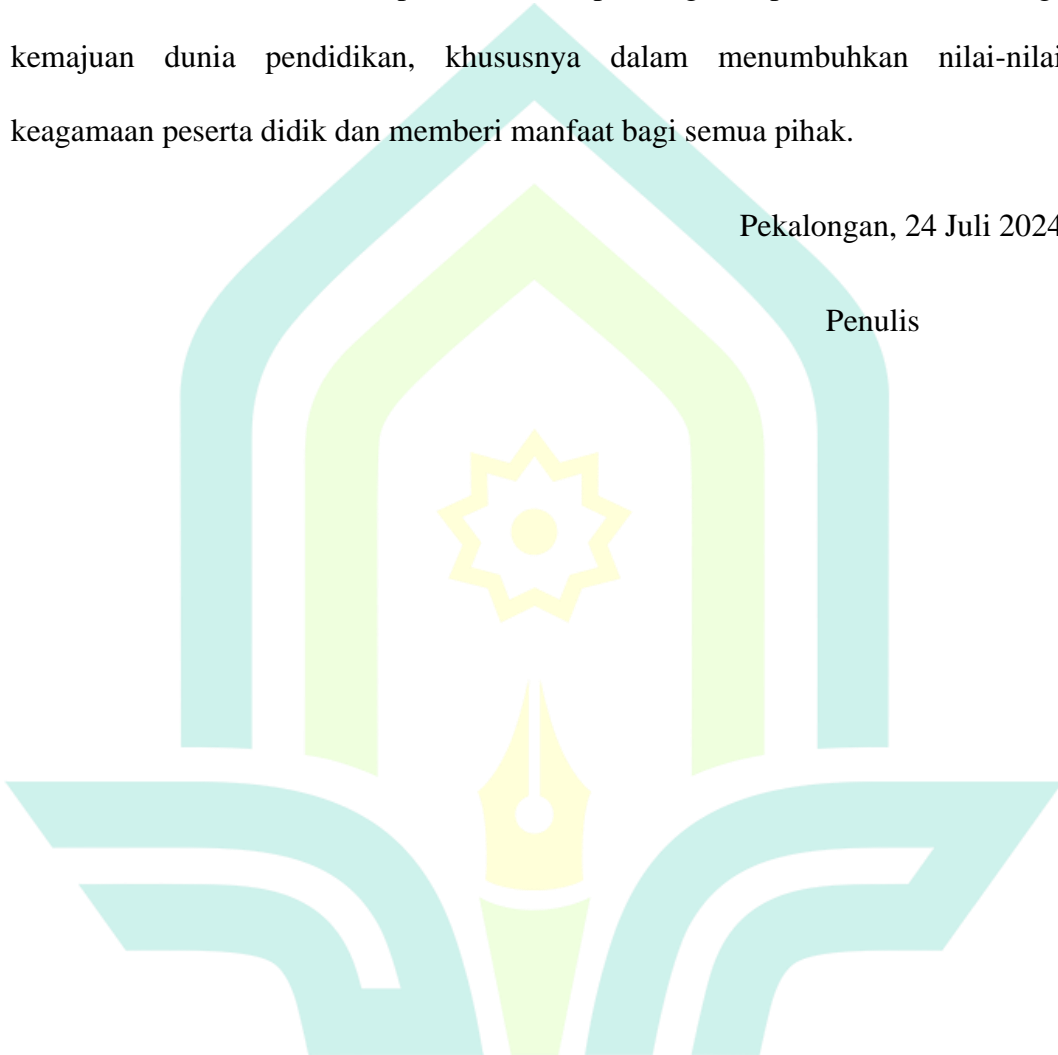 kemajuan dunia pendidikan, khususnya dalam menumbuhkan nilai-nilai
keagamaan peserta didik dan memberi manfaat bagi semua pihak.
Pekalongan, 24 Juli 2024
Penulis